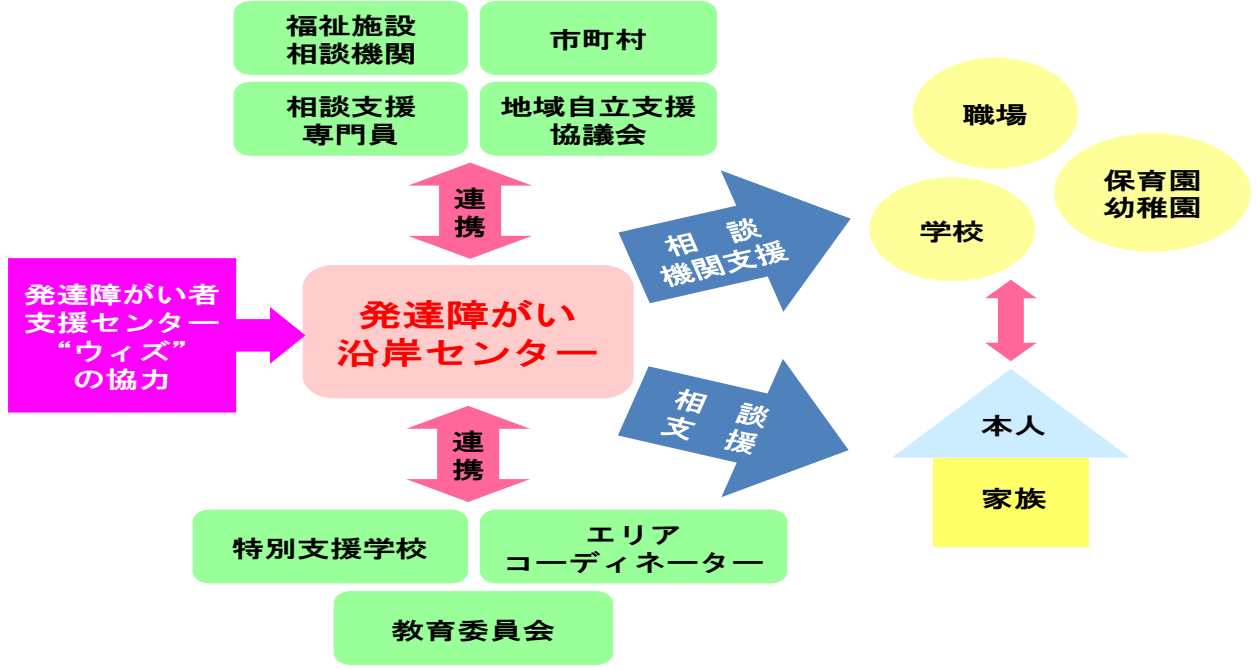 福祉施設
相談機関
市町村
相談支援
専門員
地域自立支援
協議会
連
携
職場
保育園
幼稚園
学校
相　談
機関支援
発達障がい者
支援センター
“ウィズ”
の協力
発達障がい
沿岸センター
相　談
支　援
本人
家族
連
携
特別支援学校
エリア
コーディネーター
教育委員会